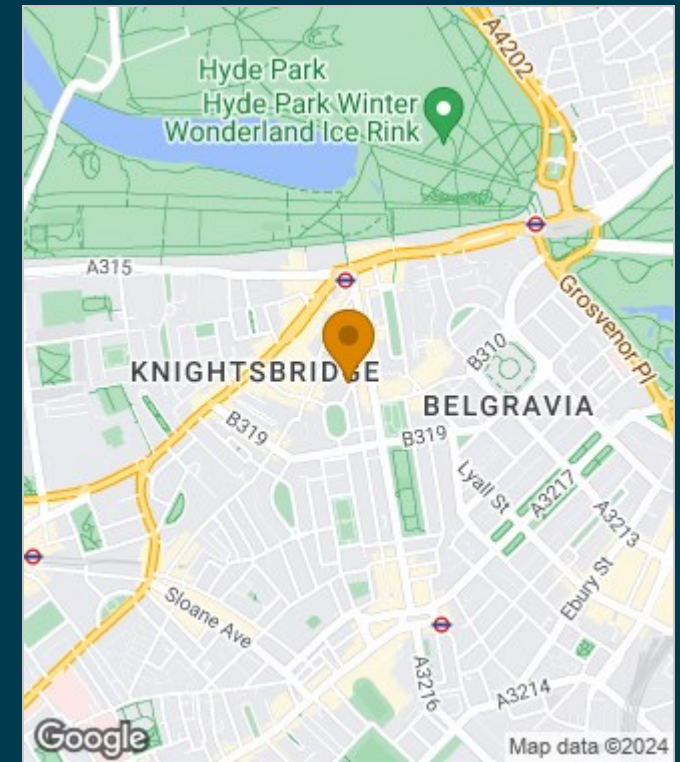 A4202
Hyde Park
Hyde Park Winter
Wonderland Ice Rink
A315
Grosvenor Pl
B310
KNIGHTSBRIDGE
BELGRAVIA
B319
B319
Lyall St
A3217
A3213
Ebury St
Sloane Ave
A3216
A3214
Google
Map data ©2024